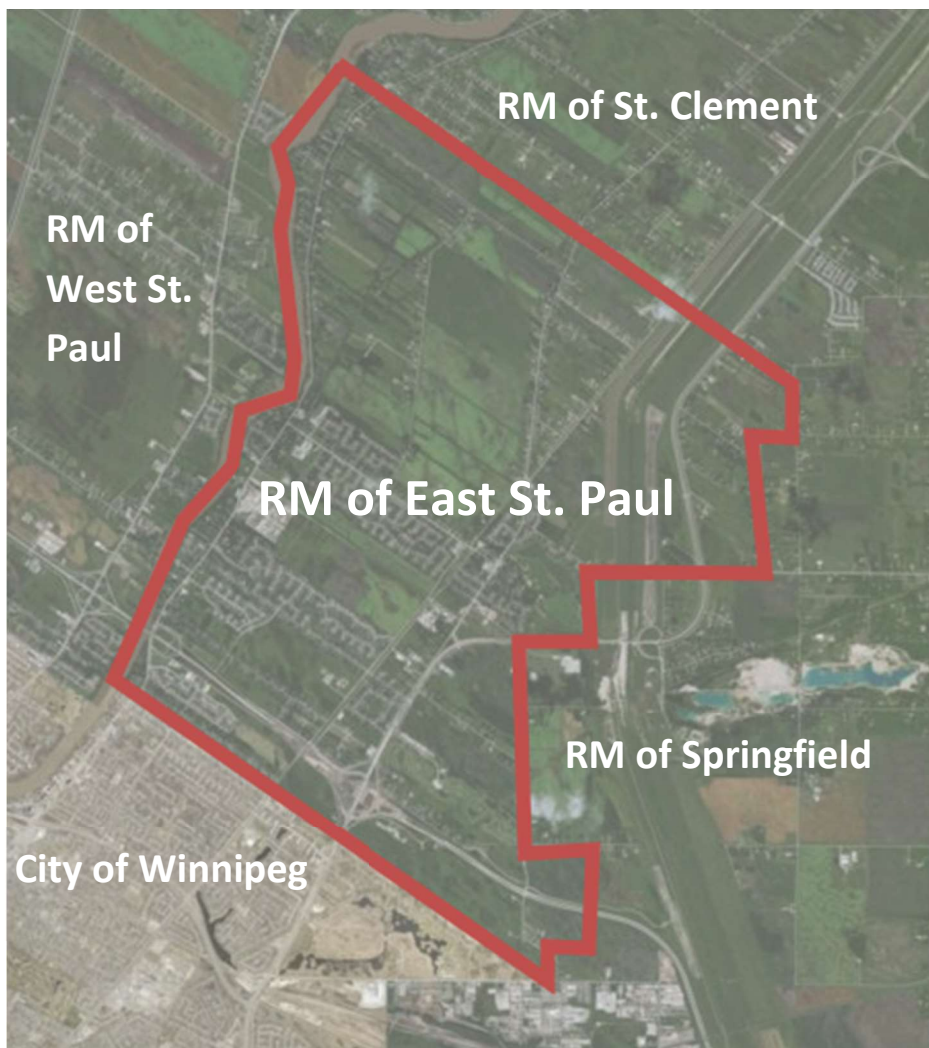 RM of St. Clement
RM of
West St.
Paul
RM of East St. Paul
RM of Springfield
City of Winnipeg